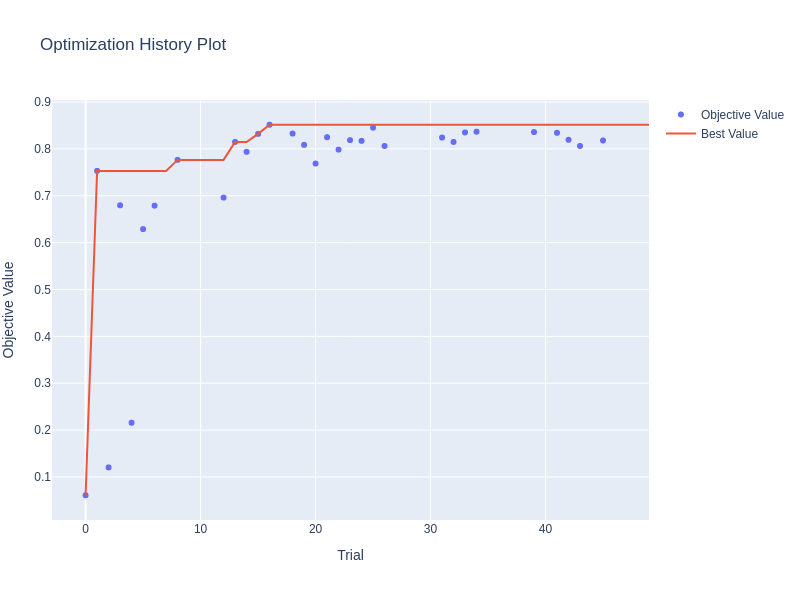 Optimization History Plot
Objective Value
Best Value
0.9
0.8
0.7
0.6
0.5
0.4
0.3
0.2
0.1
Objective Value
0
10
20
30
40
Trial